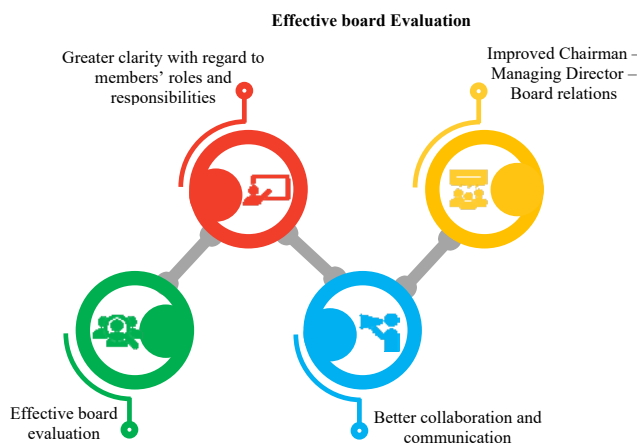 Effective board Evaluation
Greater clarity with regard to
members’ roles and
responsibilities
Improved Chairman –
Managing Director –
Board relations
Effective board
evaluation
Better collaboration and
communication